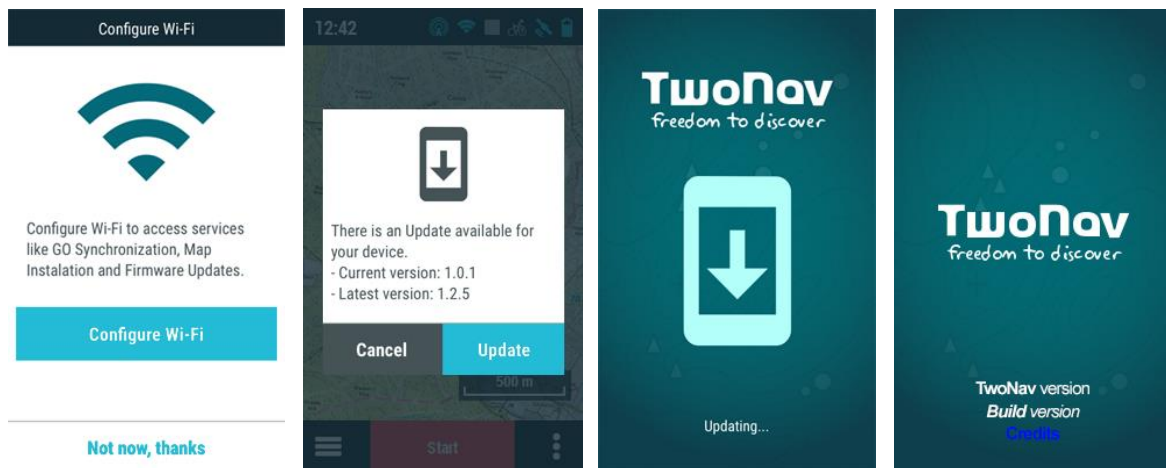 Configure Wi-Fi
Configure Wi-Fi to access services
like GO Synchronization, Map
Instalation and Firmware Updates.
Configure Wi-Fi
Not now, thanks
12:42
There is an Update available for
your device.
- Current version: 1.0.1
- Latest version: 1.2.5
Cancel
Update
500 m
Start
TwoNav
freedom to discover
Updating...
TwoNav
freedom to discover
TwoNav version
Build version
Credits